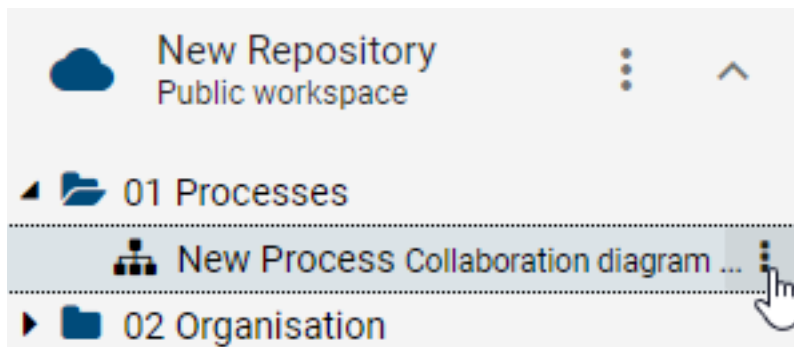 New Repository
Public workspace
01 Processes
New Process Collaboration diagram ...
02 Organisation